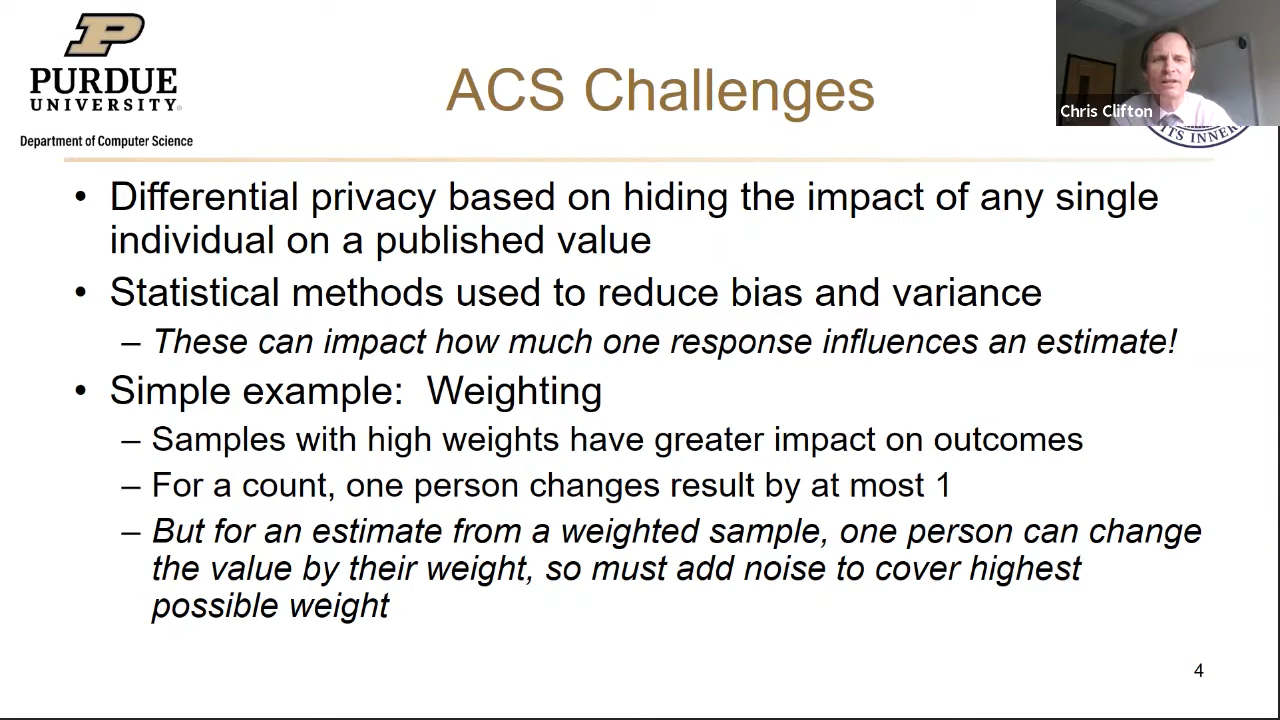 PURDUE
UNIVERSITY®
Department of Computer Science
ACS Challenges
Chris Clifton
ITS INNER
• Differential privacy based on hiding the impact of any single
individual on a published value
• Statistical methods used to reduce bias and variance
– These can impact how much one response influences an estimate!
• Simple example: Weighting
– Samples with high weights have greater impact on outcomes
– For a count, one person changes result by at most 1
– But for an estimate from a weighted sample, one person can change
the value by their weight, so must add noise to cover highest
possible weight
4